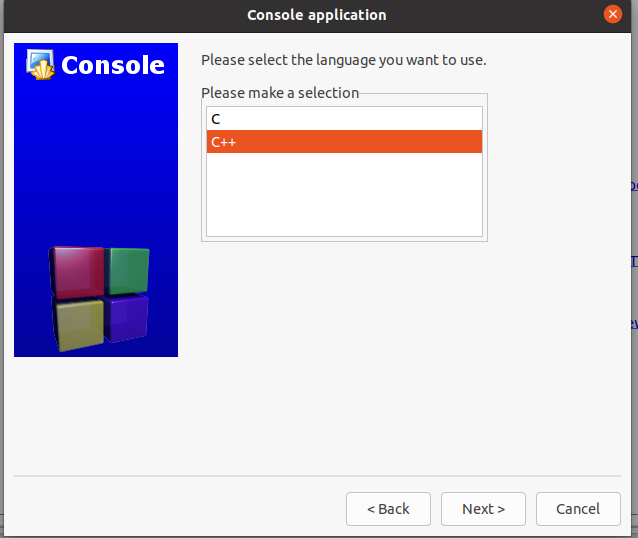 Console application
Console
Please select the language you want to use.
Please make a selection
C
C++
< Back
Next >
Cancel